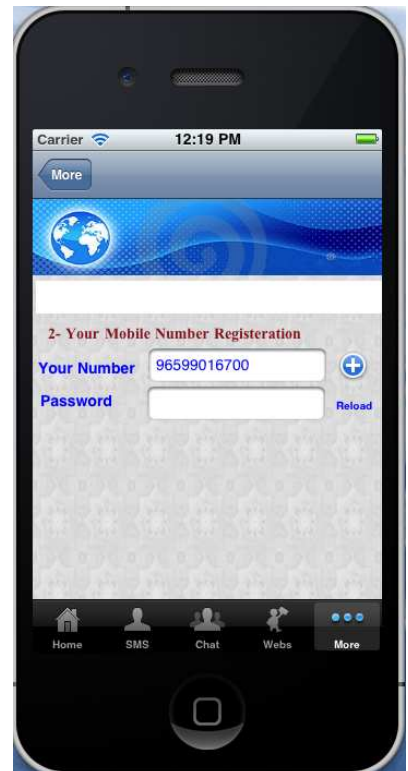 Carrier 12:19 PM
More
2- Your Mobile Number Registeration
Your Number 96599016700
Password
Reload
Home SMS Chat Webs More